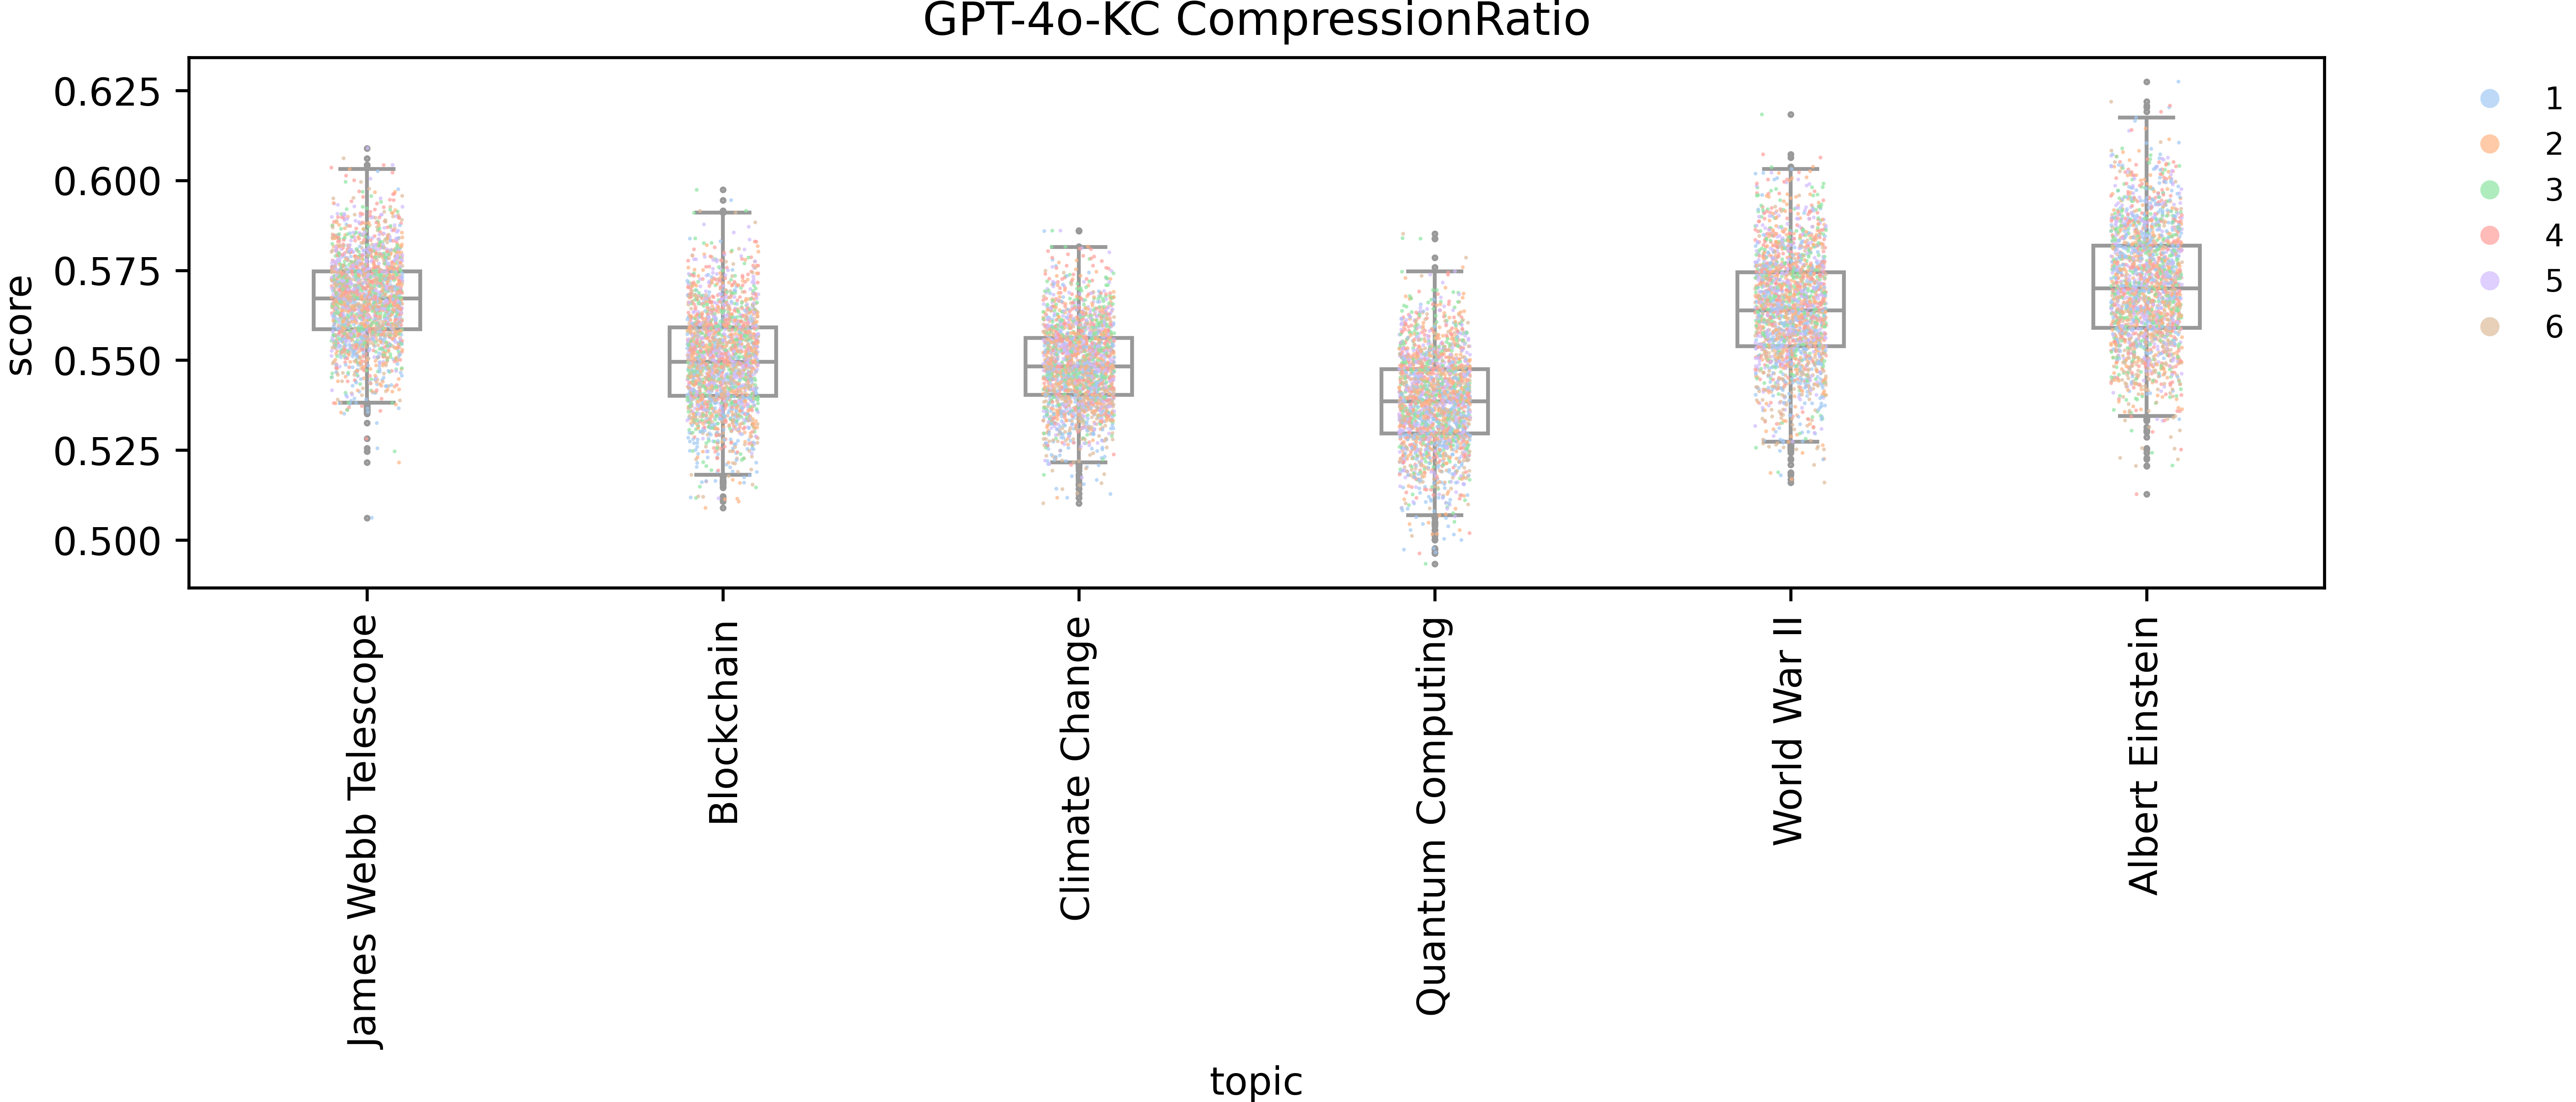 GPT-4o-KC CompressionRatio
score
0.625
0.600
0.575
0.550
0.525
0.500
James Webb Telescope
Blockchain
Climate Change
Quantum Computing
World War II
Albert Einstein
topic
1
2
3
4
5
6